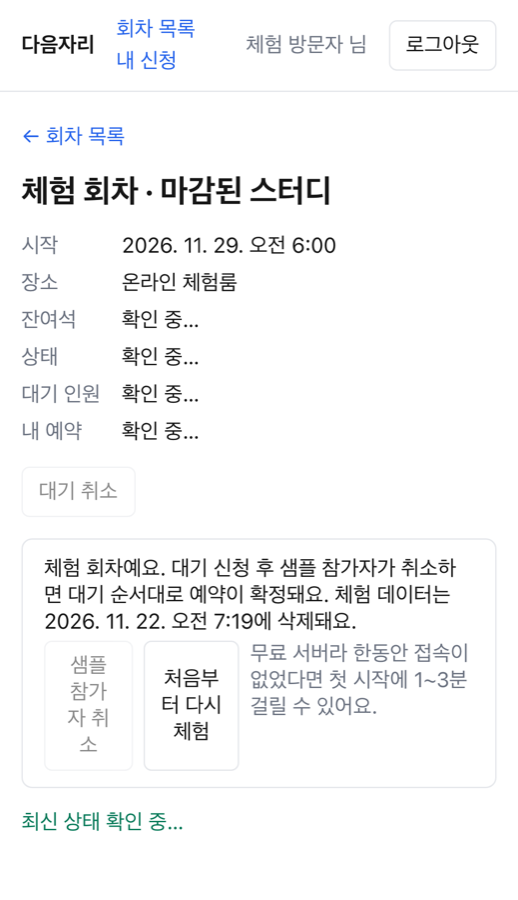 다음자리
회차 목록
내 신청
체험 방문자 님
로그아웃
← 회차 목록
체험 회차 · 마감된 스터디
시작 2026. 11. 29. 오전 6:00
장소 온라인 체험룸
잔여석 확인 중...
상태 확인 중...
대기 인원 확인 중...
내 예약 확인 중...
대기 취소
체험 회차예요. 대기 신청 후 샘플 참가자가 취소하
면 대기 순서대로 예약이 확정돼요. 체험 데이터는
2026. 11. 22. 오전 7:19에 삭제돼요.
샘플
참가
자 취
소
처음부
터 다시
체험
무료 서버라 한동안 접속이
없었다면 첫 시작에 1~3분
걸릴 수 있어요.
최신 상태 확인 중...